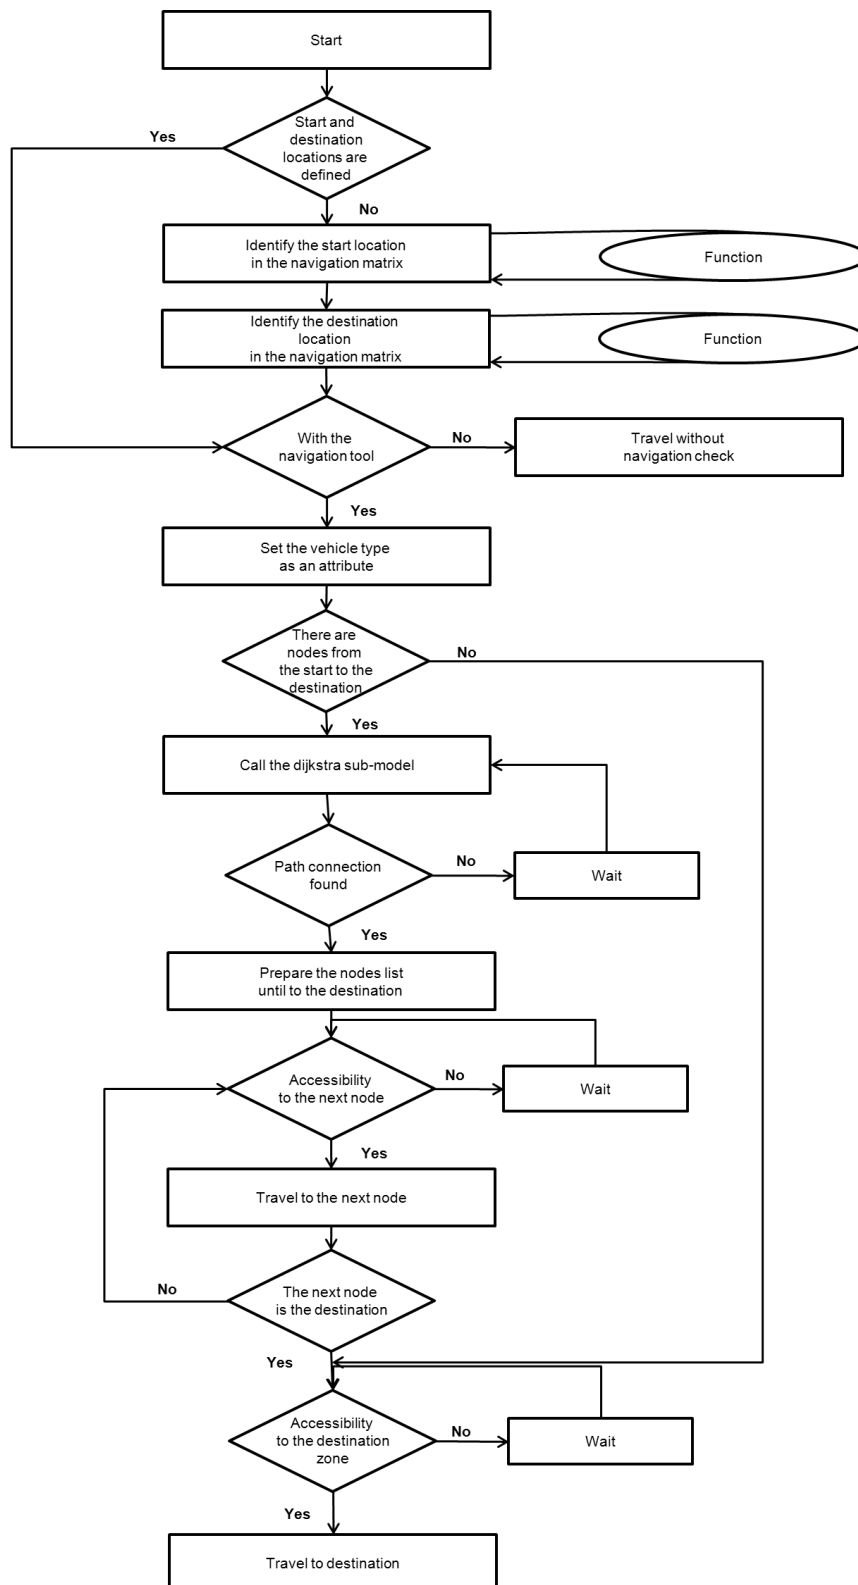 Start
Yes
Start and
destination
locations are
defined
No
Identify the start location
in the navigation matrix
Function
Identify the destination
location
in the navigation matrix
Function
With the
navigation tool
No
Travel without
navigation check
Yes
Set the vehicle type
as an attribute
There are
nodes from
the start to the
destination
No
Yes
Call the dijkstra sub-model
Path connection
found
No
Wait
Yes
Prepare the nodes list
until to the destination
Accessibility
to the next node
No
Wait
Yes
Travel to the next node
No
The next node
is the destination
Yes
Accessibility
to the destination
zone
No
Wait
Yes
Travel to destination